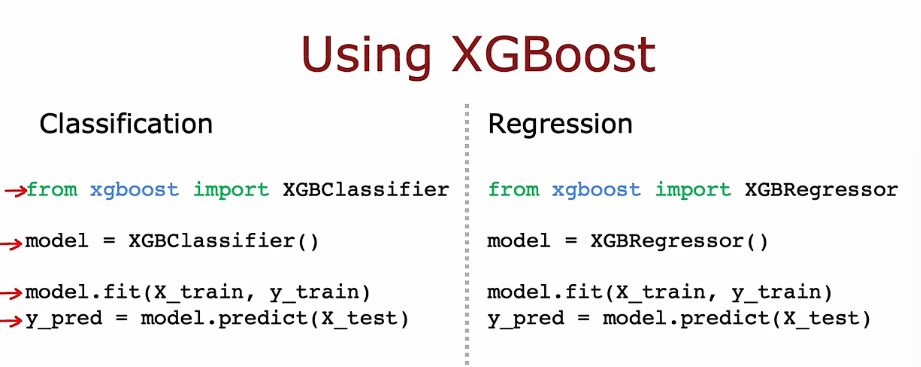 Using XGBoost
Classification
from xgboost import XGBClassifier
model = XGBClassifier()
model.fit(X_train, y_train)
y_pred = model.predict(X_test)
Regression
from xgboost import XGBRegressor
model = XGBRegressor()
model.fit(X_train, y_train)
y_pred = model.predict(X_test)